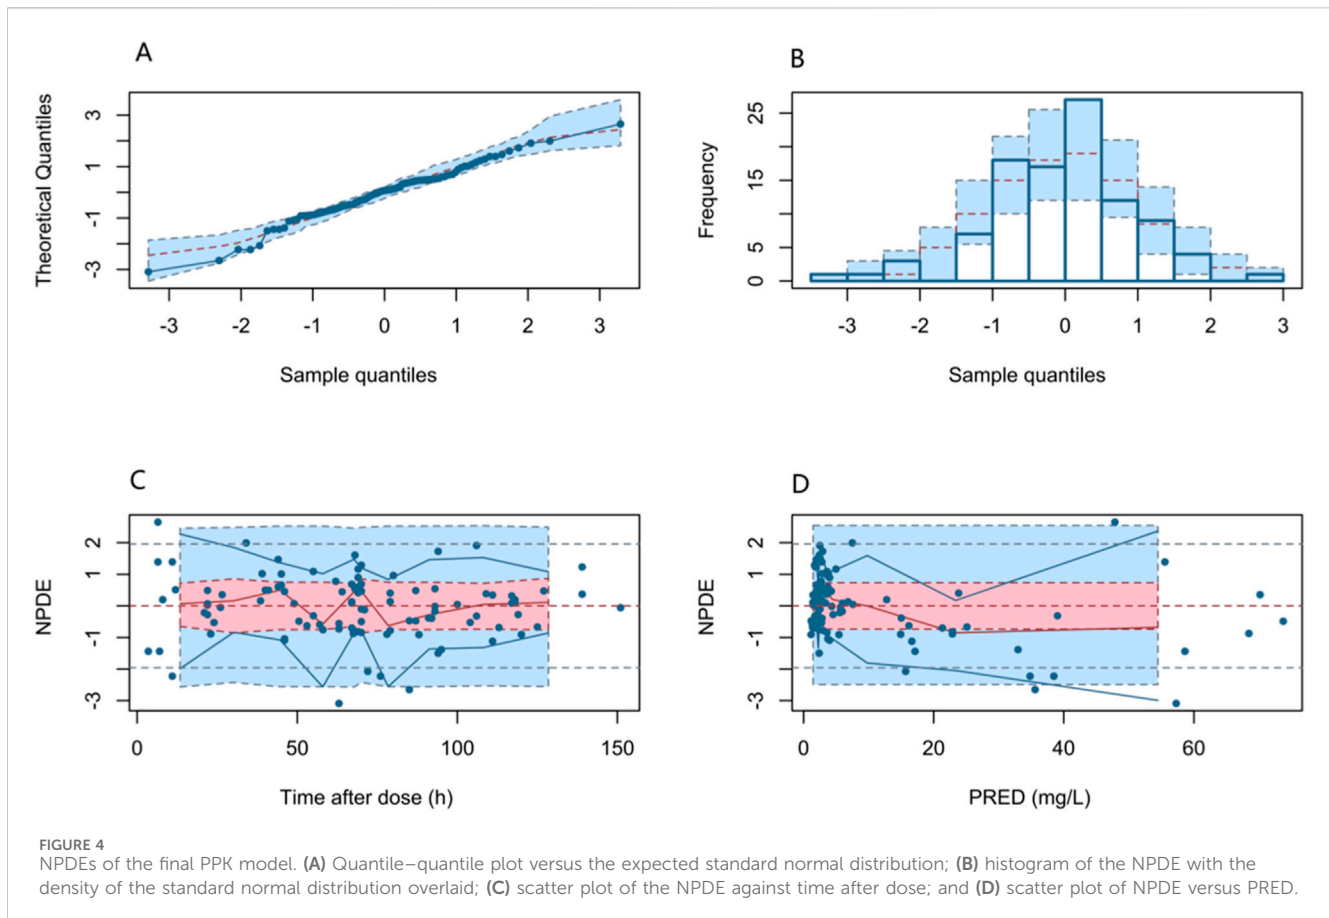 A
B
Theoretical Quantiles
3
1
-1
-3
-3 -2 -1 0 1 2 3
Sample quantiles
Frequency
25
15
5
0
-3 -2 -1 0 1 2 3
Sample quantiles
C
D
NPDE
2
1
-1
-3
0 50 100 150
Time after dose (h)
NPDE
2
1
-1
-3
0 20 40 60
PRED (mg/L)
FIGURE 4
NPDEs of the final PPK model. (A) Quantile–quantile plot versus the expected standard normal distribution; (B) histogram of the NPDE with the
density of the standard normal distribution overlaid; (C) scatter plot of the NPDE against time after dose; and (D) scatter plot of NPDE versus PRED.